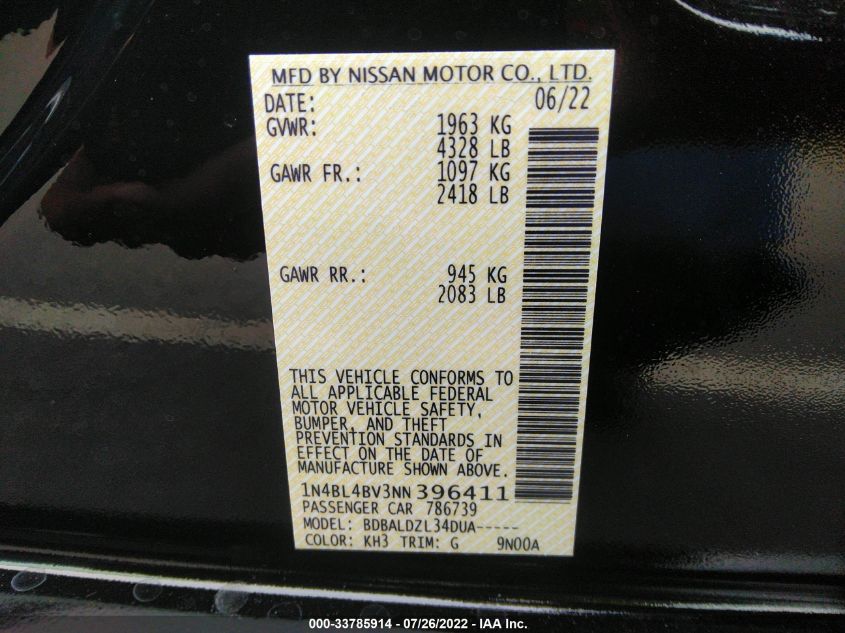 MFD BY NISSAN MOTOR CO., LTD.
DATE: 06/22
GVWR: 1963 KG
4328 LB
GAWR FR.: 1097 KG
2418 LB
GAWR RR.: 945 KG
2083 LB
THIS VEHICLE CONFORMS TO
ALL APPLICABLE FEDERAL
MOTOR VEHICLE SAFETY,
BUMPER, AND THEFT
PREVENTION STANDARDS IN
EFFECT ON THE DATE OF
MANUFACTURE SHOWN ABOVE.
1N4BL4BV3NN396411
PASSENGER CAR 786739
MODEL: BDBALDZL34DUA-----
COLOR: KH3 TRIM: G 9N00A
000-33785914 - 07/26/2022 - IAA Inc.